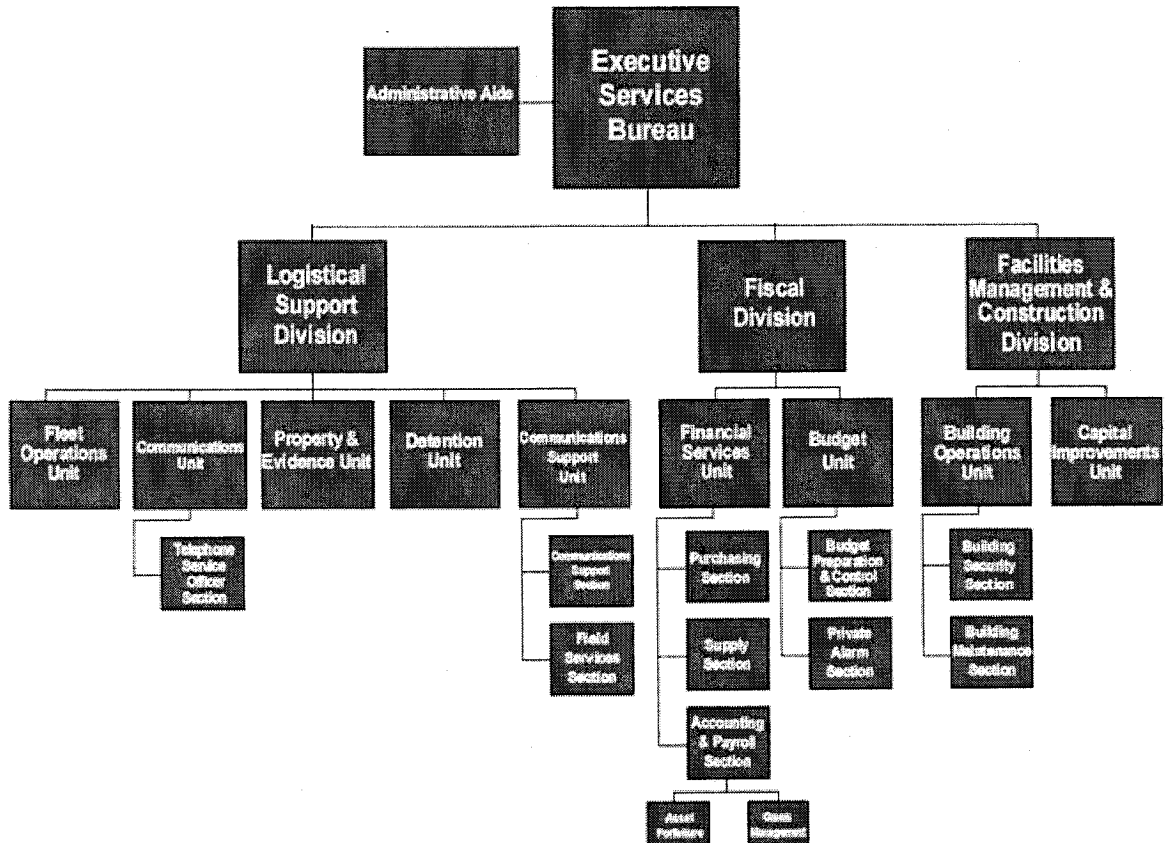 Executive
Services
Bureau
Administrative Aide
Logistical
Support
Division
Fiscal
Division
Facilities
Management &
Construction
Division
Fleet
Operations
Unit
Communications
Unit
Property &
Evidence Unit
Detention
Unit
Communications
Support
Unit
Financial
Services
Unit
Budget
Unit
Building
Operations
Unit
Capital
Improvements
Unit
Telephone
Service
Officer
Section
Communications
Support
Section
Field
Services
Section
Purchasing
Section
Supply
Section
Accounting
& Payroll
Section
Budget
Preparation
& Control
Section
Private
Alarm
Section
Building
Security
Section
Building
Maintenance
Section
Asset
Forfeiture
Management